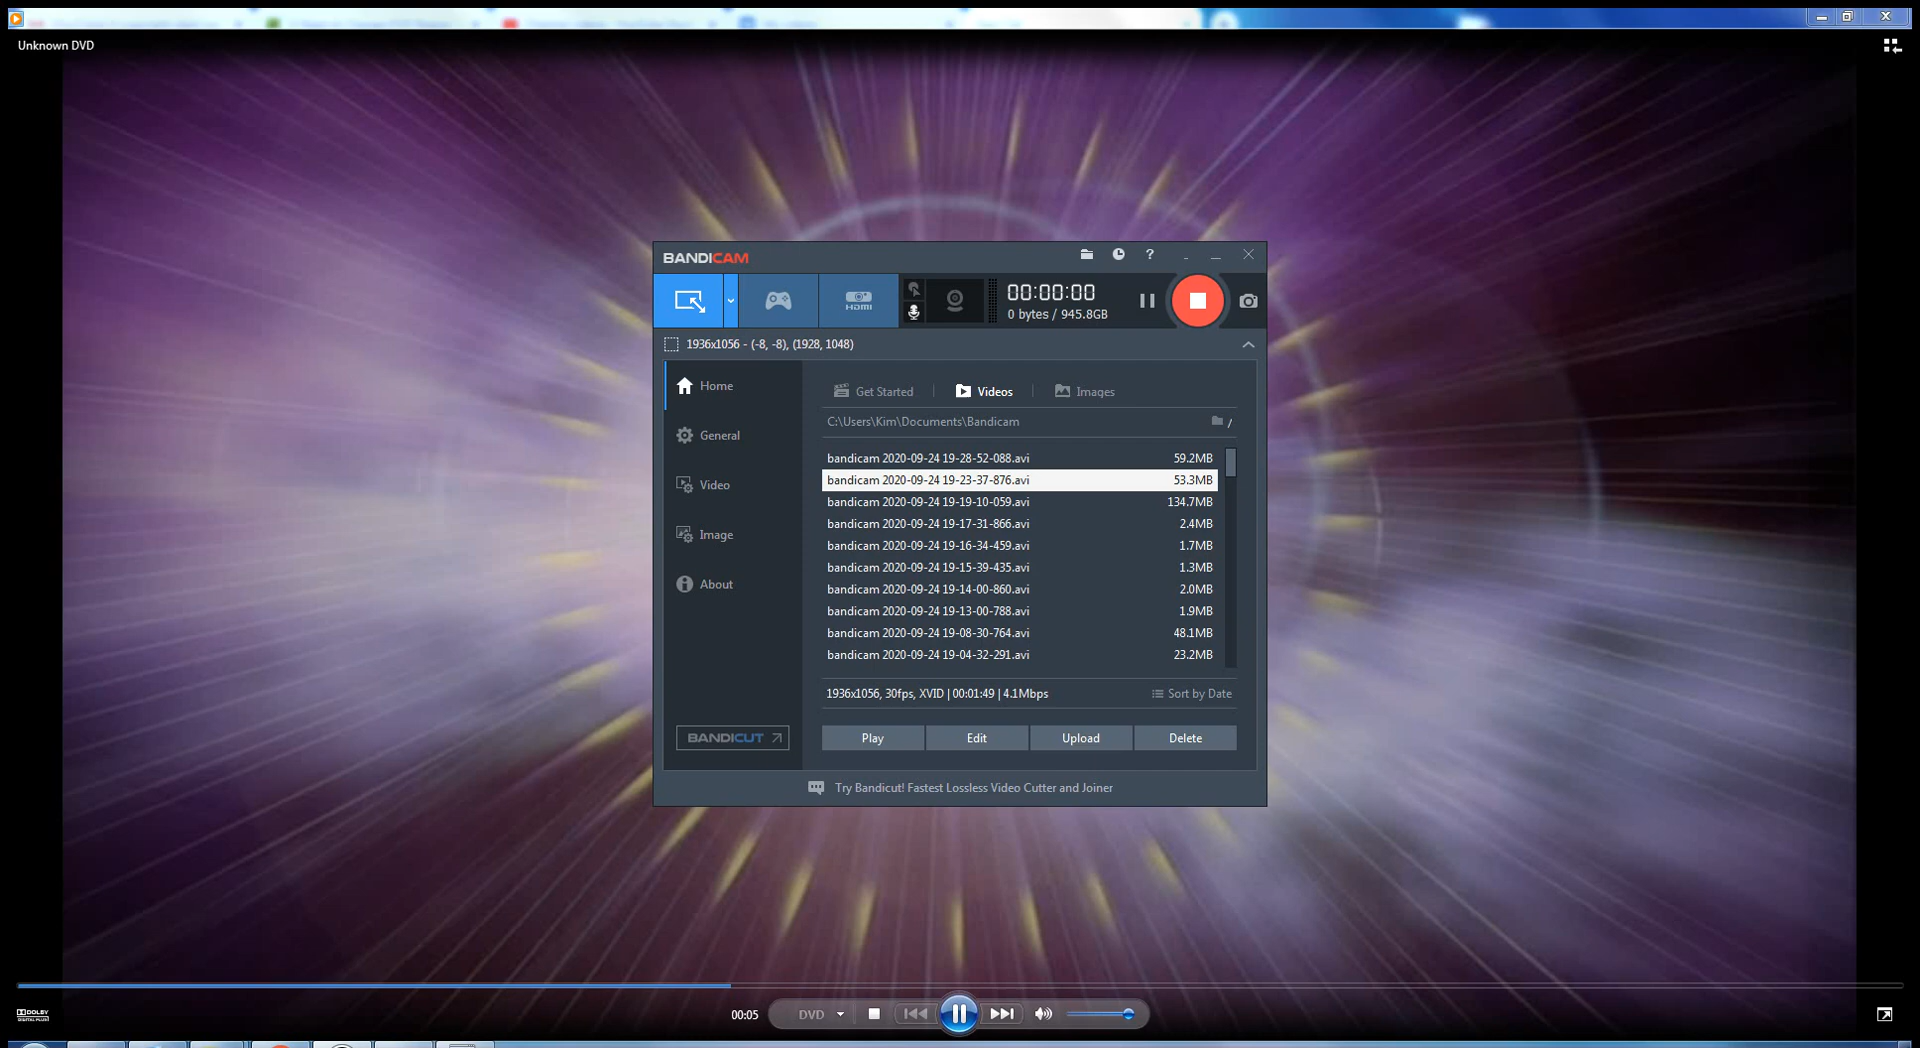 Unknown DVD
BANDICAM
?
HDMI
00:00:00
0 bytes / 945.8GB
1936x1056 - (-8, -8), (1928, 1048)
Home
General
Video
Image
About
BANDICUT
Get Started
Videos
Images
C:\Users\Kim\Documents\Bandicam
/
bandicam 2020-09-24 19-28-52-088.avi 59.2MB
bandicam 2020-09-24 19-23-37-876.avi 53.3MB
bandicam 2020-09-24 19-19-10-059.avi 134.7MB
bandicam 2020-09-24 19-17-31-866.avi 2.4MB
bandicam 2020-09-24 19-16-34-459.avi 1.7MB
bandicam 2020-09-24 19-15-39-435.avi 1.3MB
bandicam 2020-09-24 19-14-00-860.avi 2.0MB
bandicam 2020-09-24 19-13-00-788.avi 1.9MB
bandicam 2020-09-24 19-08-30-764.avi 48.1MB
bandicam 2020-09-24 19-04-32-291.avi 23.2MB
1936x1056, 30fps, XVID | 00:01:49 | 4.1Mbps
Sort by Date
Play
Edit
Upload
Delete
Try Bandicut! Fastest Lossless Video Cutter and Joiner
DOLBY
DIGITAL PLUS
00:05
DVD